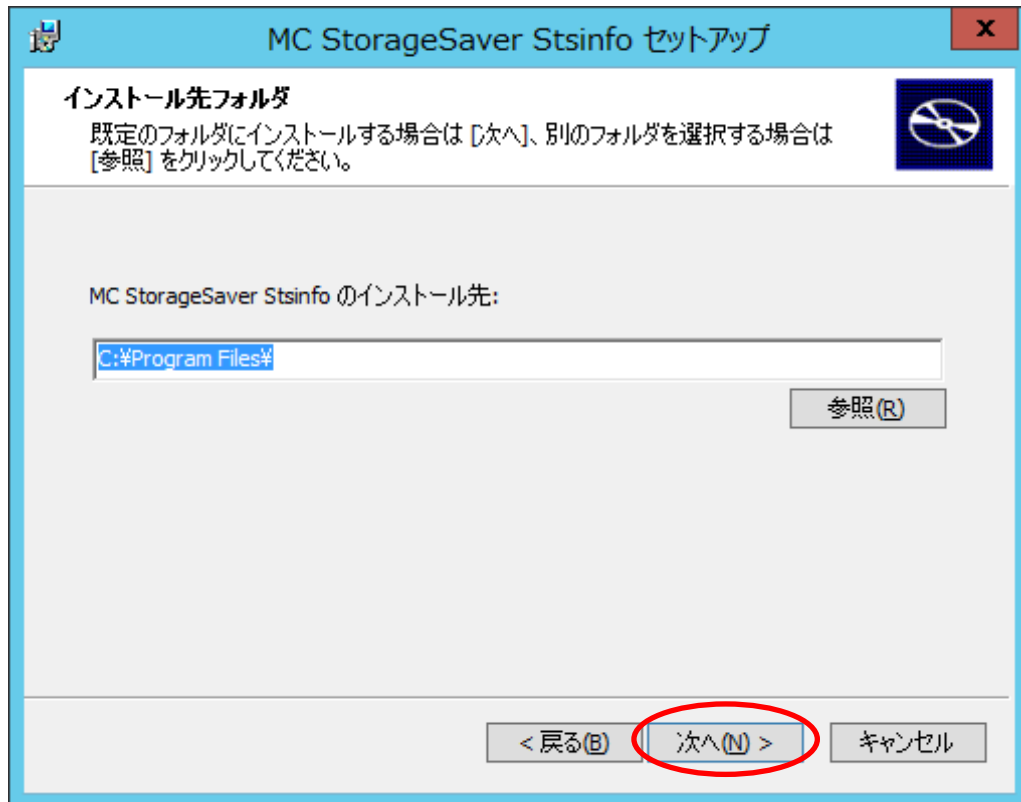 MC StorageSaver Stsinfo セットアップ
インストール先フォルダ
既定のフォルダにインストールする場合は [次へ]、別のフォルダを選択する場合は
[参照] をクリックしてください。
MC StorageSaver Stsinfo のインストール先:
C:¥Program Files¥
参照(R)
< 戻る(B)
次へ(N) >
キャンセル